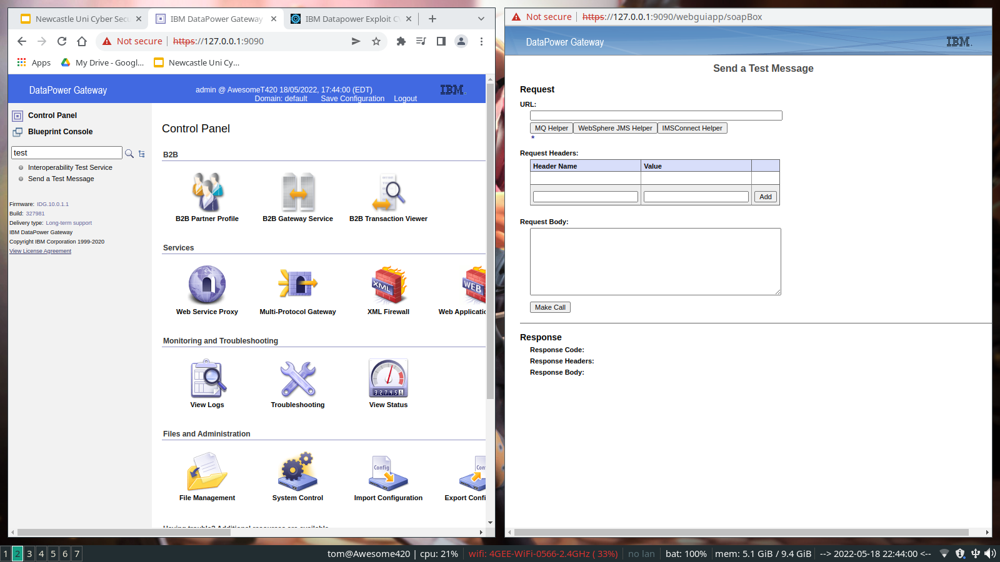 Newcastle Uni Cyber Secu
IBM DataPower Gateway
IBM Datapower Exploit C
Not secure
https://127.0.0.1:9090
Apps
My Drive - Googl...
Newcastle Uni Cy...
DataPower Gateway
admin @ AwesomeT420 18/05/2022, 17:44:00 (EDT)
Domain: default Save Configuration Logout
IBM.
Control Panel
Blueprint Console
test
Interoperability Test Service
Send a Test Message
Firmware: IDG.10.0.1.1
Build: 327981
Delivery type: Long-term support
IBM DataPower Gateway
Copyright IBM Corporation 1999-2020
View License Agreement
Control Panel
B2B
B2B Partner Profile
B2B Gateway Service
B2B Transaction Viewer
Services
XML
WEB
Web Service Proxy
Multi-Protocol Gateway
XML Firewall
Web Applicatio
Monitoring and Troubleshooting
View Logs
Troubleshooting
View Status
Files and Administration
Config
File Management
System Control
Import Configuration
Export Confi
Having trouble? Additional resources are available
Not secure
https://127.0.0.1:9090/webguiapp/soapBox
DataPower Gateway
IBM.
Send a Test Message
Request
URL:
MQ Helper WebSphere JMS Helper IMSConnect Helper
*
Request Headers:
Header Name Value
Add
Request Body:
Make Call
Response
Response Code:
Response Headers:
Response Body:
1 2 3 4 5 6 7
tom@Awesome420 | cpu: 21% | wifi: 4GEE-WiFi-0566-2.4GHz ( 33%) | no lan | bat: 100% | mem: 5.1 GiB / 9.4 GiB | --> 2022-05-18 22:44:00 <--